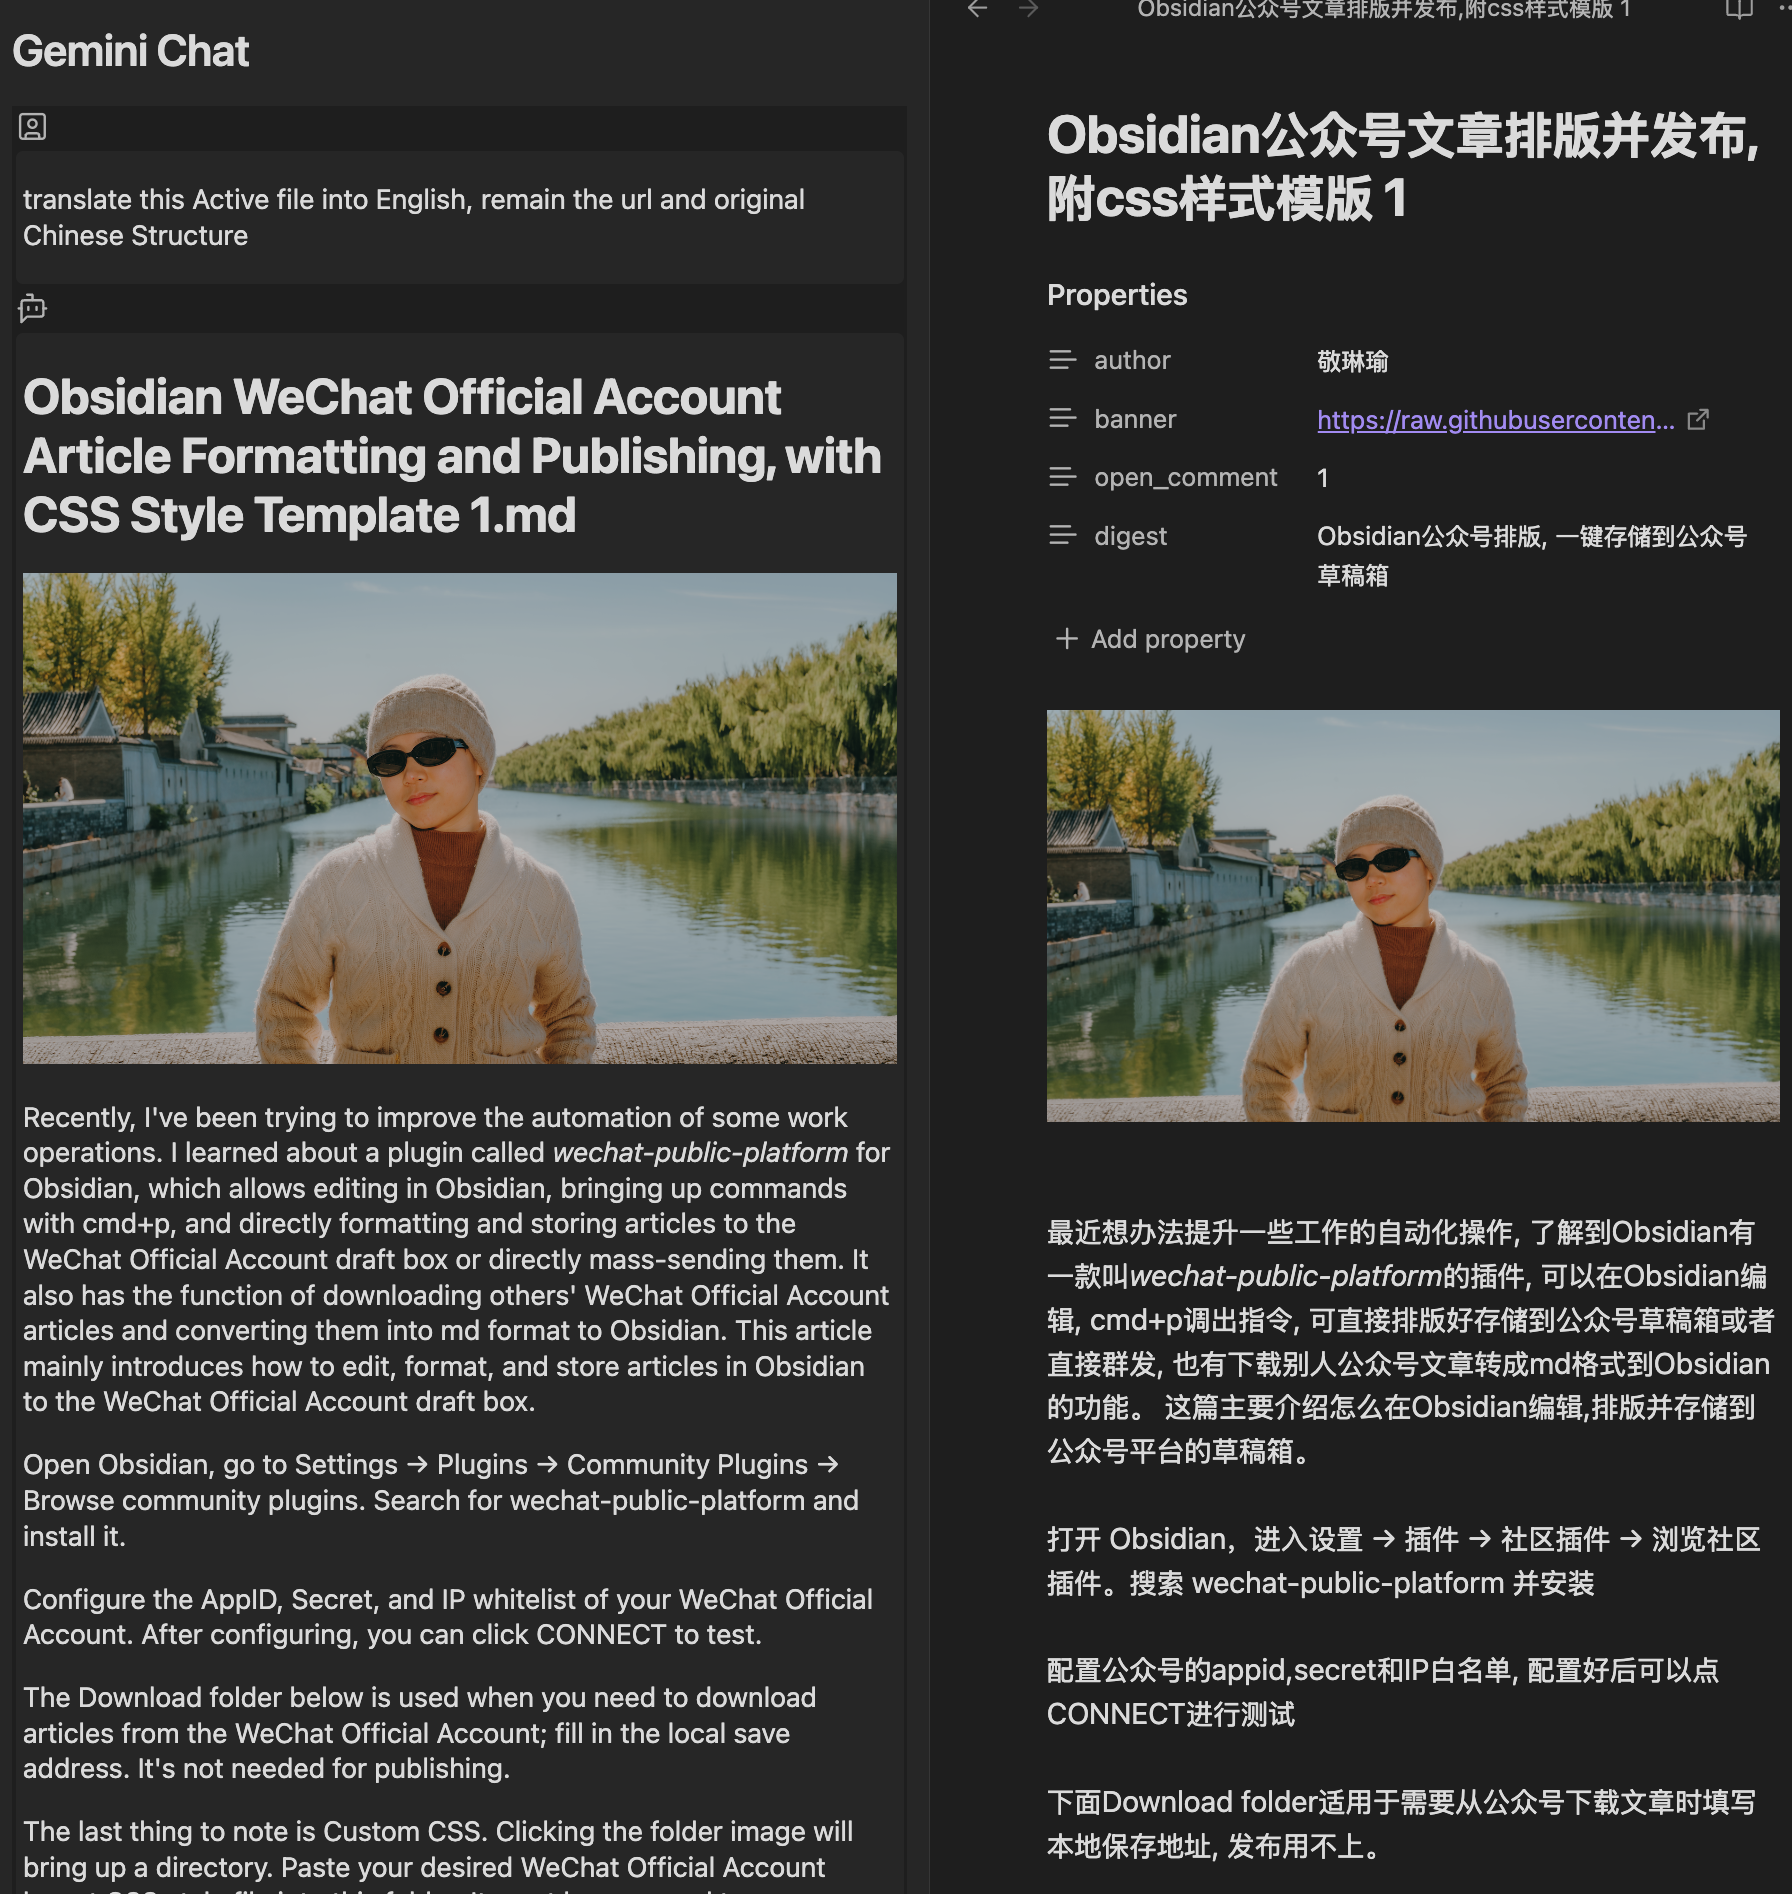 Gemini Chat
translate this Active file into English, remain the url and original
Chinese Structure
Obsidian WeChat Official Account
Article Formatting and Publishing, with
CSS Style Template 1.md
Recently, I've been trying to improve the automation of some work
operations. I learned about a plugin called wechat-public-platform for
Obsidian, which allows editing in Obsidian, bringing up commands
with cmd+p, and directly formatting and storing articles to the
WeChat Official Account draft box or directly mass-sending them. It
also has the function of downloading others' WeChat Official Account
articles and converting them into md format to Obsidian. This article
mainly introduces how to edit, format, and store articles in Obsidian
to the WeChat Official Account draft box.
Open Obsidian, go to Settings → Plugins → Community Plugins →
Browse community plugins. Search for wechat-public-platform and
install it.
Configure the AppID, Secret, and IP whitelist of your WeChat Official
Account. After configuring, you can click CONNECT to test.
The Download folder below is used when you need to download
articles from the WeChat Official Account; fill in the local save
address. It's not needed for publishing.
The last thing to note is Custom CSS. Clicking the folder image will
bring up a directory. Paste your desired WeChat Official Account
Obsidian公众号文章排版并发布,附css样式模版 1
Obsidian公众号文章排版并发布,
附css样式模版 1
Properties
author 敬琳瑜
banner https://raw.githubuserconten...
open_comment 1
digest Obsidian公众号排版, 一键存储到公众号
草稿箱
+ Add property
最近想办法提升一些工作的自动化操作, 了解到Obsidian有
一款叫wechat-public-platform的插件, 可以在Obsidian编
辑, cmd+p调出指令, 可直接排版好存储到公众号草稿箱或者
直接群发, 也有下载别人公众号文章转成md格式到Obsidian
的功能。 这篇主要介绍怎么在Obsidian编辑,排版并存储到
公众号平台的草稿箱。
打开 Obsidian，进入设置 → 插件 → 社区插件 → 浏览社区
插件。搜索 wechat-public-platform 并安装
配置公众号的appid,secret和IP白名单, 配置好后可以点
CONNECT进行测试
下面Download folder适用于需要从公众号下载文章时填写
本地保存地址, 发布用不上。